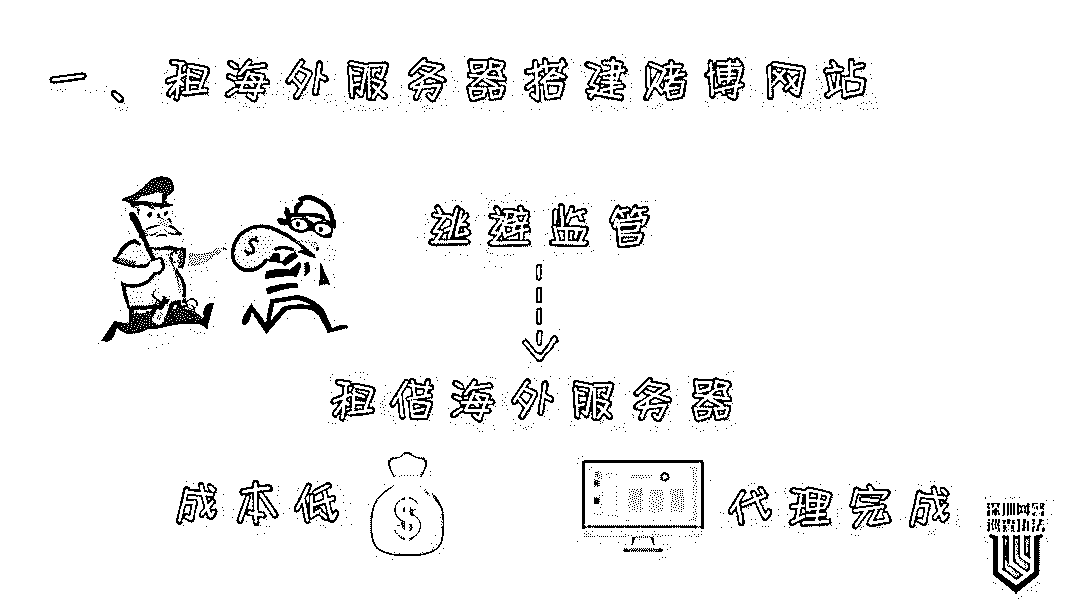 一、租海外服务器搭建赌博网站
逃避监管
租借海外服务器
成本低
代理完成
深圳网警
巡查执法